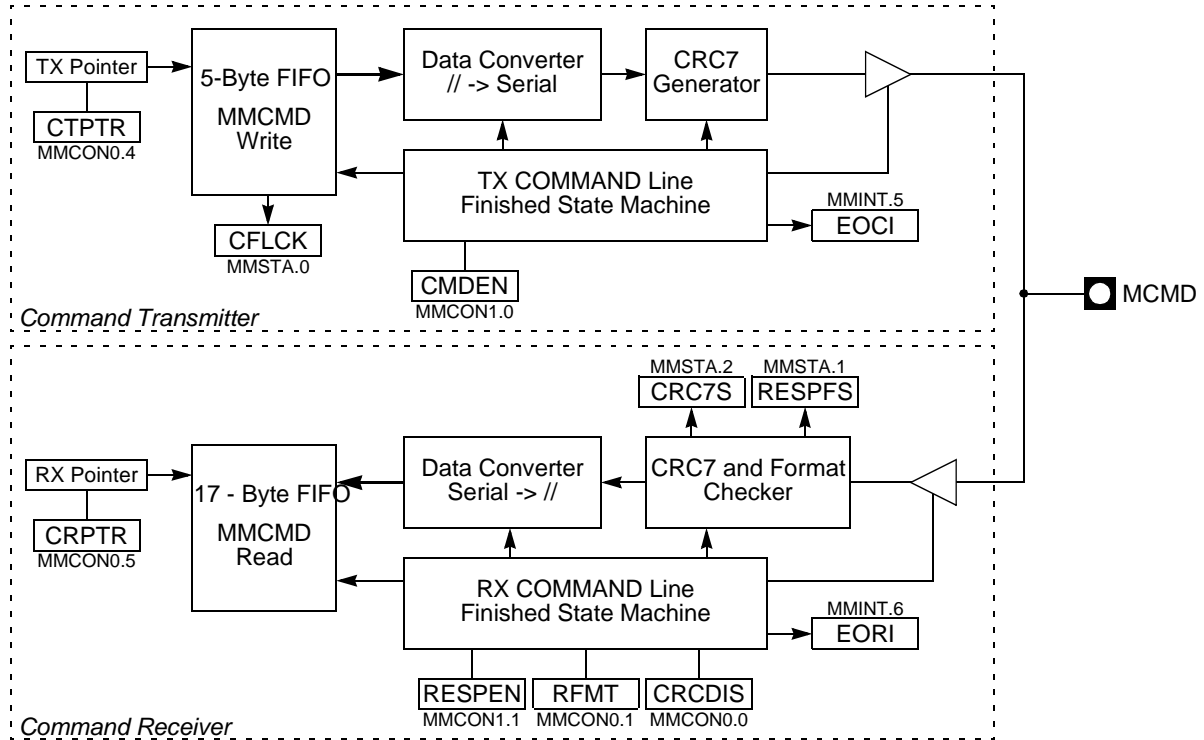 TX Pointer
CTPTR
MMCON0.4
5-Byte FIFO
MMCMD
Write
CFLCK
MMSTA.0
Data Converter
// -> Serial
CRC7
Generator
TX COMMAND Line
Finished State Machine
MMINT.5
EOCI
CMDEN
MMCON1.0
Command Transmitter
MCMD
MMSTA.2
CRC7S
MMSTA.1
RESPFS
RX Pointer
CRPTR
MMCON0.5
17 - Byte FIFO
MMCMD
Read
Data Converter
Serial -> //
CRC7 and Format
Checker
RX COMMAND Line
Finished State Machine
MMINT.6
EORI
RESPEN
MMCON1.1
RFMT
MMCON0.1
CRCDIS
MMCON0.0
Command Receiver